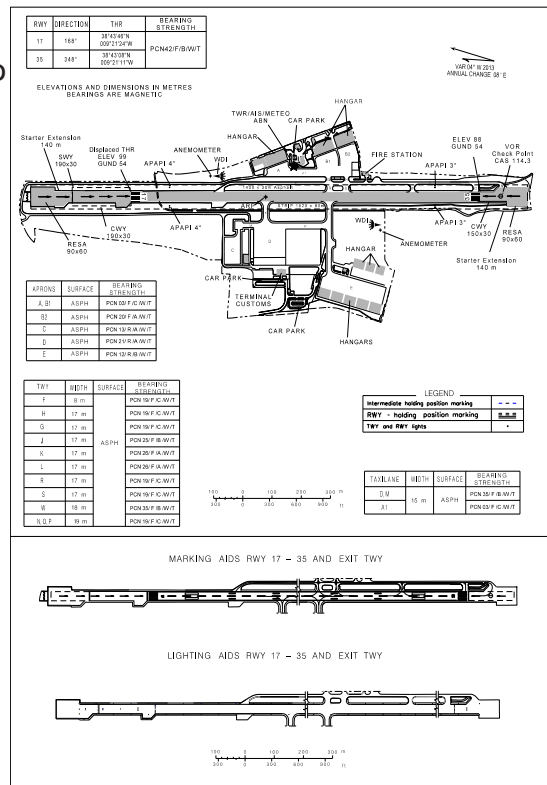 RWY DIRECTION THR BEARING STRENGTH
17 168° 38°43'46"N 009°21'24"W PCN42/F/B/W/T
35 348° 38°43'08"N 009°21'11"W
VAR 04° W 2013
ANNUAL CHANGE 08' E
ELEVATIONS AND DIMENSIONS IN METRES
BEARINGS ARE MAGNETIC
HANGAR
TWR/AIS/METEO
ABN
CAR PARK
HANGAR
ANEMOMETER
WDI
Starter Extension
140 m
SWY
190x30
Displaced THR
ELEV 99
GUND 54
APAPI 4°
FIRE STATION
APAPI 3°
ELEV 88
GUND 54
VOR
Check Point
CAS 114.3
RESA
90x60
CWY
190x30
APAPI 4°
ARP
APAPI 3°
ANEMOMETER
WDI
CWY
150x30
RESA
90x60
Starter Extension
140 m
HANGAR
CAR PARK
TERMINAL
CUSTOMS
CAR PARK
HANGARS
APRONS SURFACE BEARING STRENGTH
A, B1 ASPH PCN 03/ F /C /W /T
B2 ASPH PCN 20/ F /A /W /T
C ASPH PCN 13/ R /A /W /T
D ASPH PCN 21/ R /A /W /T
E ASPH PCN 12/ R /B /W /T
TWY WIDTH SURFACE BEARING STRENGTH
F 8 m ASPH PCN 19/ F /C /W /T
H 17 m PCN 19/ F /C /W /T
G 17 m PCN 19/ F /C /W /T
J 17 m PCN 25/ F /B /W /T
K 17 m PCN 26/ F /A /W /T
L 17 m PCN 26/ F /A /W /T
R 17 m PCN 19/ F /C /W /T
S 17 m PCN 19/ F /C /W /T
W 18 m PCN 35/ F /B /W /T
N, Q, P 19 m PCN 19/ F /C /W /T
LEGEND
Intermediate holding position marking
RWY - holding position marking
TWY and RWY lights
TAXILANE WIDTH SURFACE BEARING STRENGTH
D, M 15 m ASPH PCN 35/ F /B /W /T
A1 PCN 03/ F /C /W /T
100 0 100 200 300 m
300 0 300 600 900 ft
MARKING AIDS RWY 17 - 35 AND EXIT TWY
LIGHTING AIDS RWY 17 - 35 AND EXIT TWY
100 0 100 200 300 m
300 0 300 600 900 ft